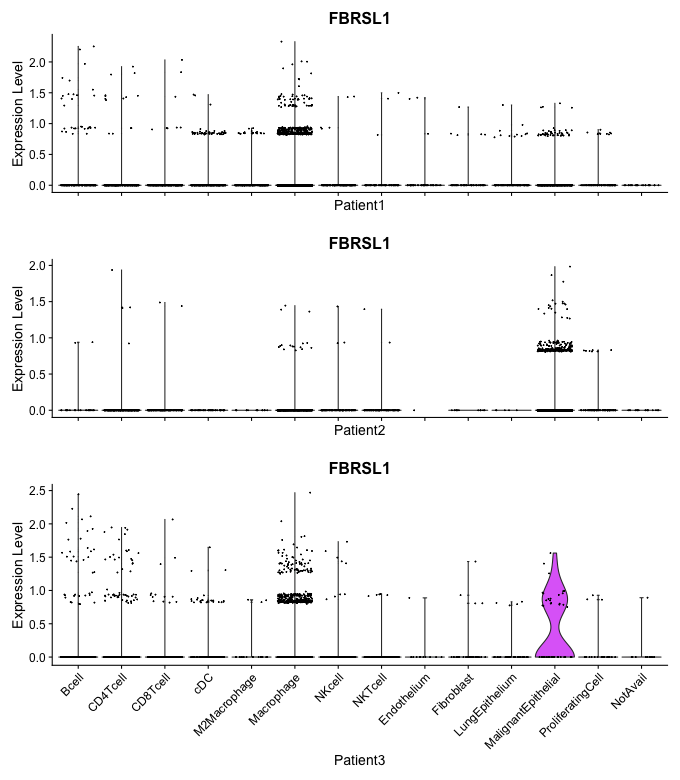 FBRSL1
Expression Level
2.0
1.5
1.0
0.5
0.0
Patient1
FBRSL1
Expression Level
2.0
1.5
1.0
0.5
0.0
Patient2
FBRSL1
Expression Level
2.5
2.0
1.5
1.0
0.5
0.0
Bcell
CD4Tcell
CD8Tcell
cDC
M2Macrophage
Macrophage
NKcell
NKTcell
Endothelium
Fibroblast
LungEpithelium
MalignantEpithelial
ProliferatingCell
NotAvail
Patient3